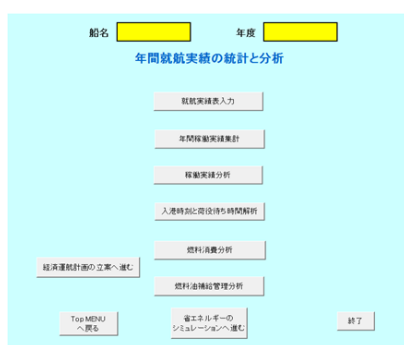 船名 年度
年間就航実績の統計と分析
就航実績表入力
年間稼動実績集計
稼動実績分析
入港時刻と荷役待ち時間解析
燃料消費分析
経済運航計画の立案へ進む
燃料油補給管理分析
Top MENU
へ戻る
省エネルギーの
シミュレーションへ進む
終了